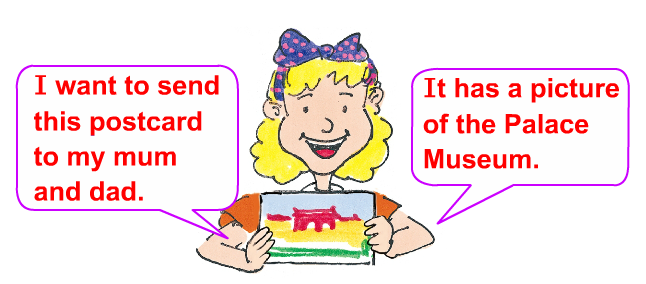 I want to send
this postcard
to my mum
and dad.
It has a picture
of the Palace
Museum.